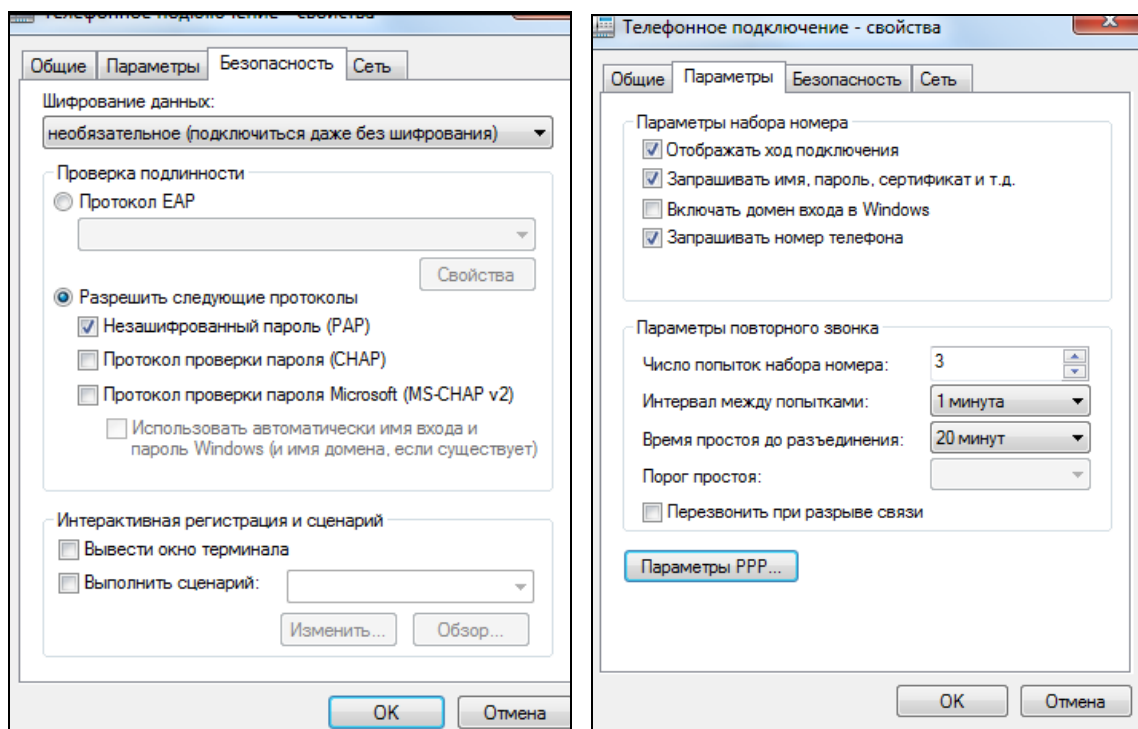 Телефонное подключение - свойства
Общие Параметры Безопасность Сеть
Шифрование данных:
необязательное (подключиться даже без шифрования)
Проверка подлинности
Протокол EAP
Свойства
Разрешить следующие протоколы
Незашифрованный пароль (PAP)
Протокол проверки пароля (CHAP)
Протокол проверки пароля Microsoft (MS-CHAP v2)
Использовать автоматически имя входа и
пароль Windows (и имя домена, если существует)
Интерактивная регистрация и сценарий
Вывести окно терминала
Выполнить сценарий:
Изменить... Обзор...
OK Отмена
Телефонное подключение - свойства
Общие Параметры Безопасность Сеть
Параметры набора номера
Отображать ход подключения
Запрашивать имя, пароль, сертификат и т.д.
Включать домен входа в Windows
Запрашивать номер телефона
Параметры повторного звонка
Число попыток набора номера: 3
Интервал между попытками: 1 минута
Время простоя до разъединения: 20 минут
Порог простоя:
Перезвонить при разрыве связи
Параметры PPP...
OK Отмена